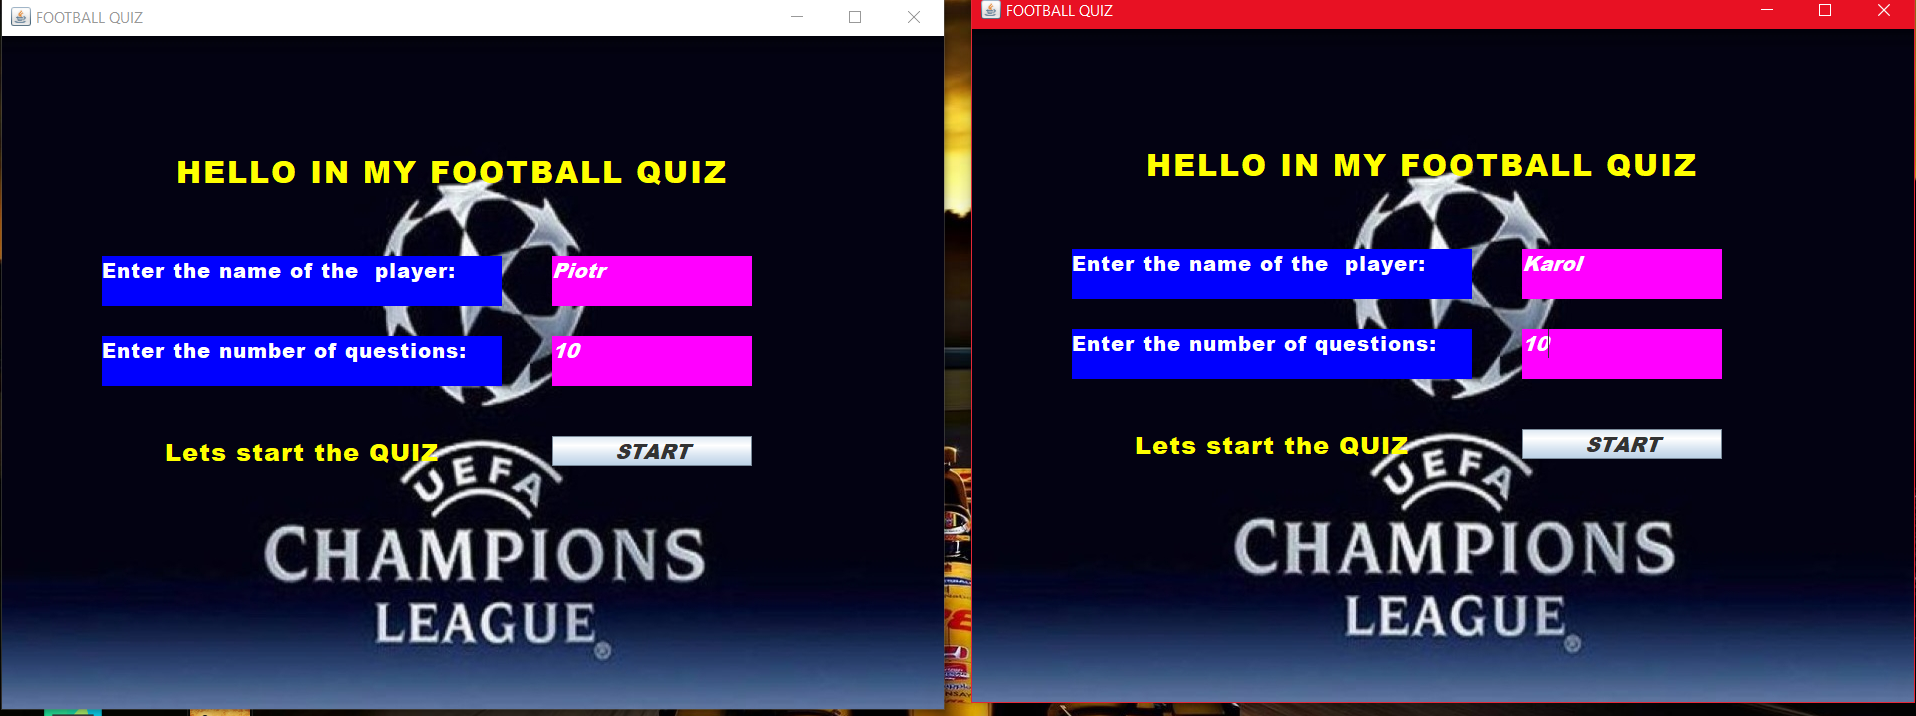 FOOTBALL QUIZ
HELLO IN MY FOOTBALL QUIZ
Enter the name of the  player:
Piotr
Enter the number of questions:
10
Lets start the QUIZ
START
UEFA
CHAMPIONS
LEAGUE®
FOOTBALL QUIZ
HELLO IN MY FOOTBALL QUIZ
Enter the name of the  player:
Karol
Enter the number of questions:
10
Lets start the QUIZ
START
UEFA
CHAMPIONS
LEAGUE®